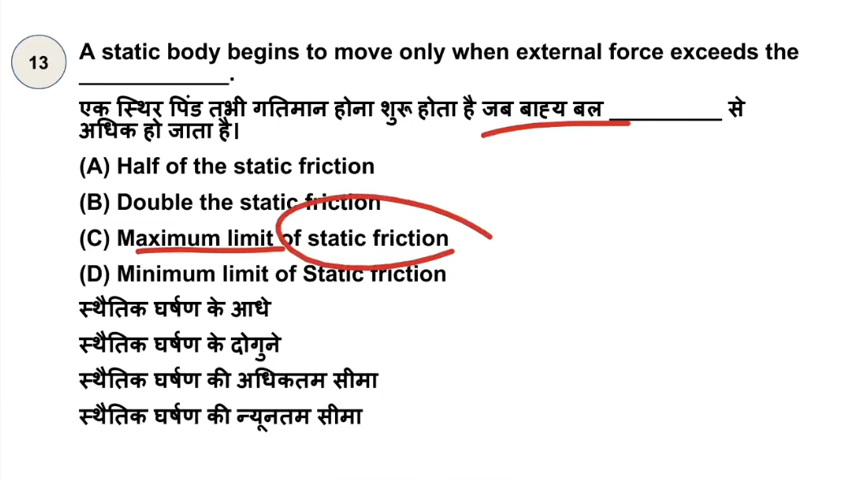 13
A static body begins to move only when external force exceeds the
____________.
एक स्थिर पिंड तभी गतिमान होना शुरू होता है जब बाह्य बल _________ से
अधिक हो जाता है।
(A) Half of the static friction
(B) Double the static friction
(C) Maximum limit of static friction
(D) Minimum limit of Static friction
स्थैतिक घर्षण के आधे
स्थैतिक घर्षण के दोगुने
स्थैतिक घर्षण की अधिकतम सीमा
स्थैतिक घर्षण की न्यूनतम सीमा